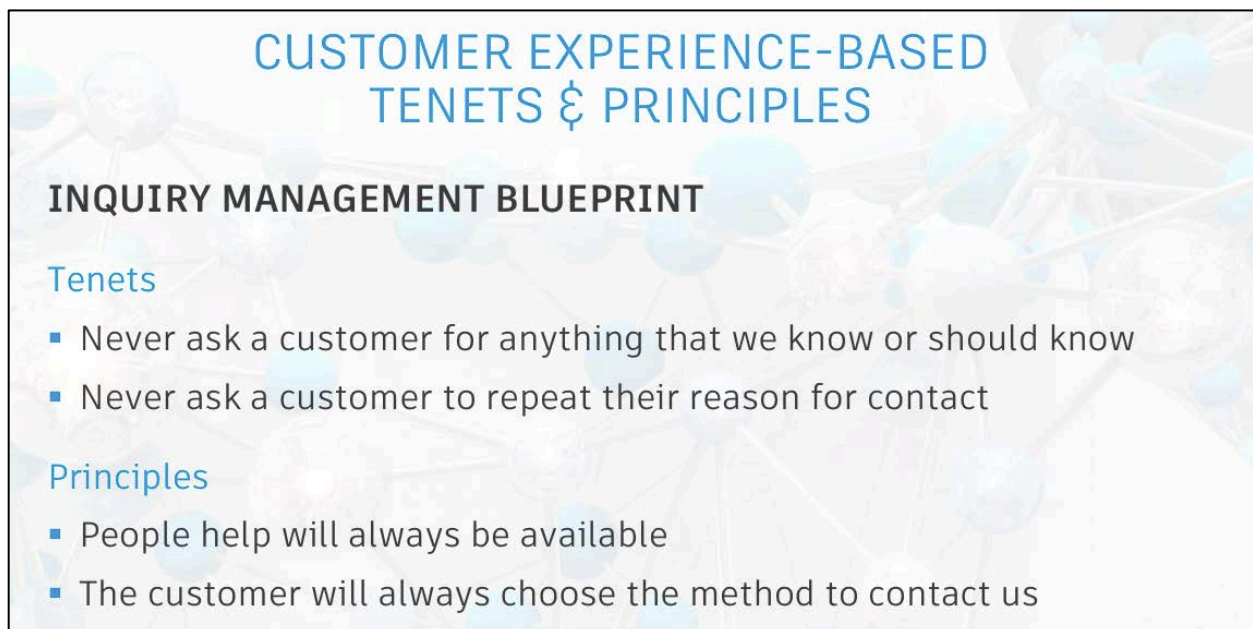 CUSTOMER EXPERIENCE-BASED
TENETS & PRINCIPLES
INQUIRY MANAGEMENT BLUEPRINT
Tenets
▪ Never ask a customer for anything that we know or should know
▪ Never ask a customer to repeat their reason for contact
Principles
▪ People help will always be available
▪ The customer will always choose the method to contact us